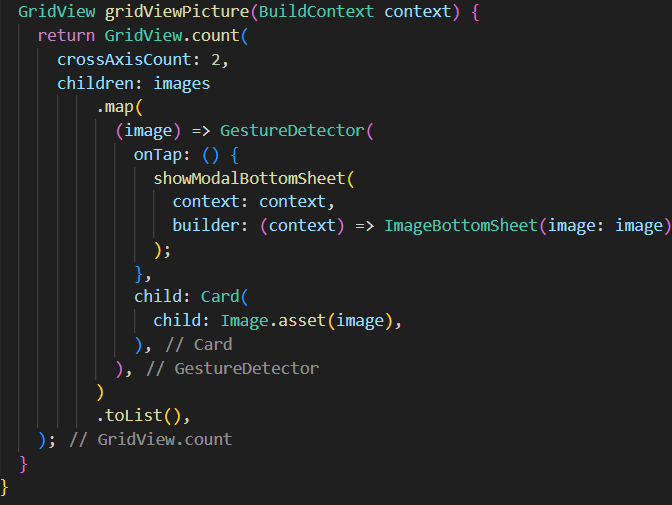 GridView gridViewPicture(BuildContext context) {
return GridView.count(
crossAxisCount: 2,
children: images
.map(
(image) => GestureDetector(
onTap: () {
showModalBottomSheet(
context: context,
builder: (context) => ImageBottomSheet(image: image)
);
},
child: Card(
child: Image.asset(image),
), // Card
), // GestureDetector
)
.toList(),
); // GridView.count
}
}